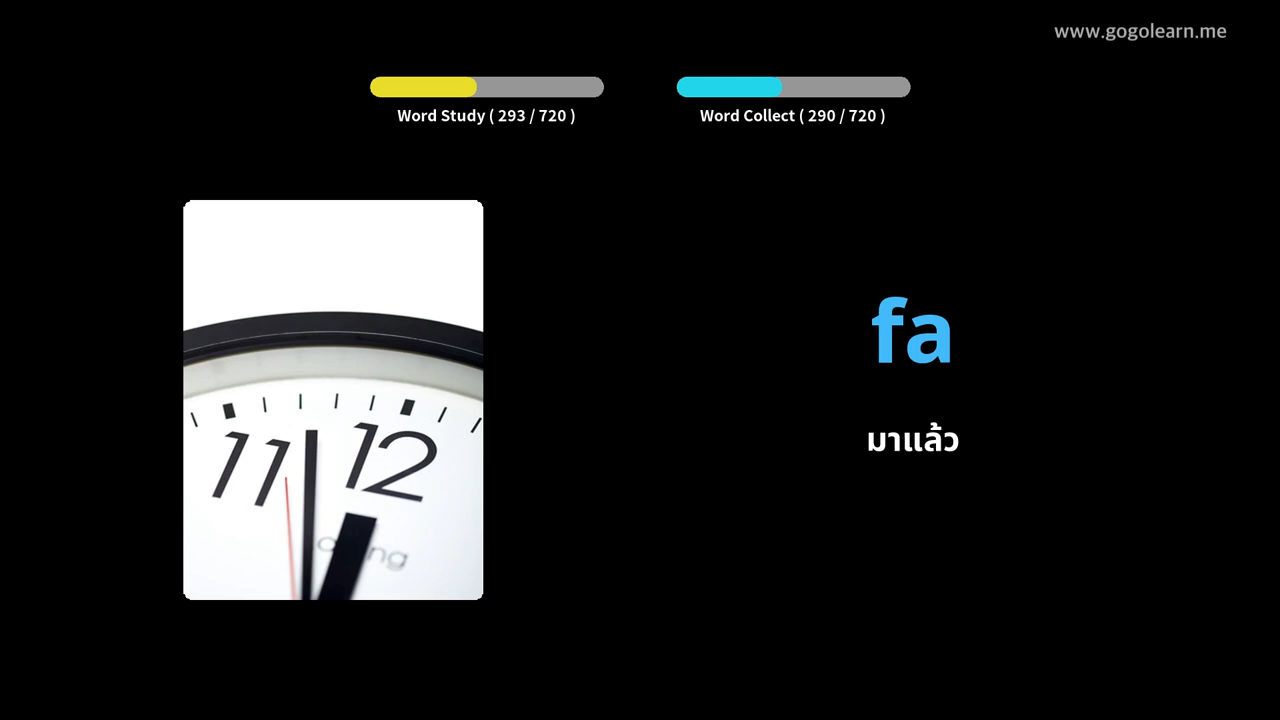 www.gogolearn.me
Word Study ( 293 / 720 )
Word Collect ( 290 / 720 )
11 12
fa
มาแล้ว